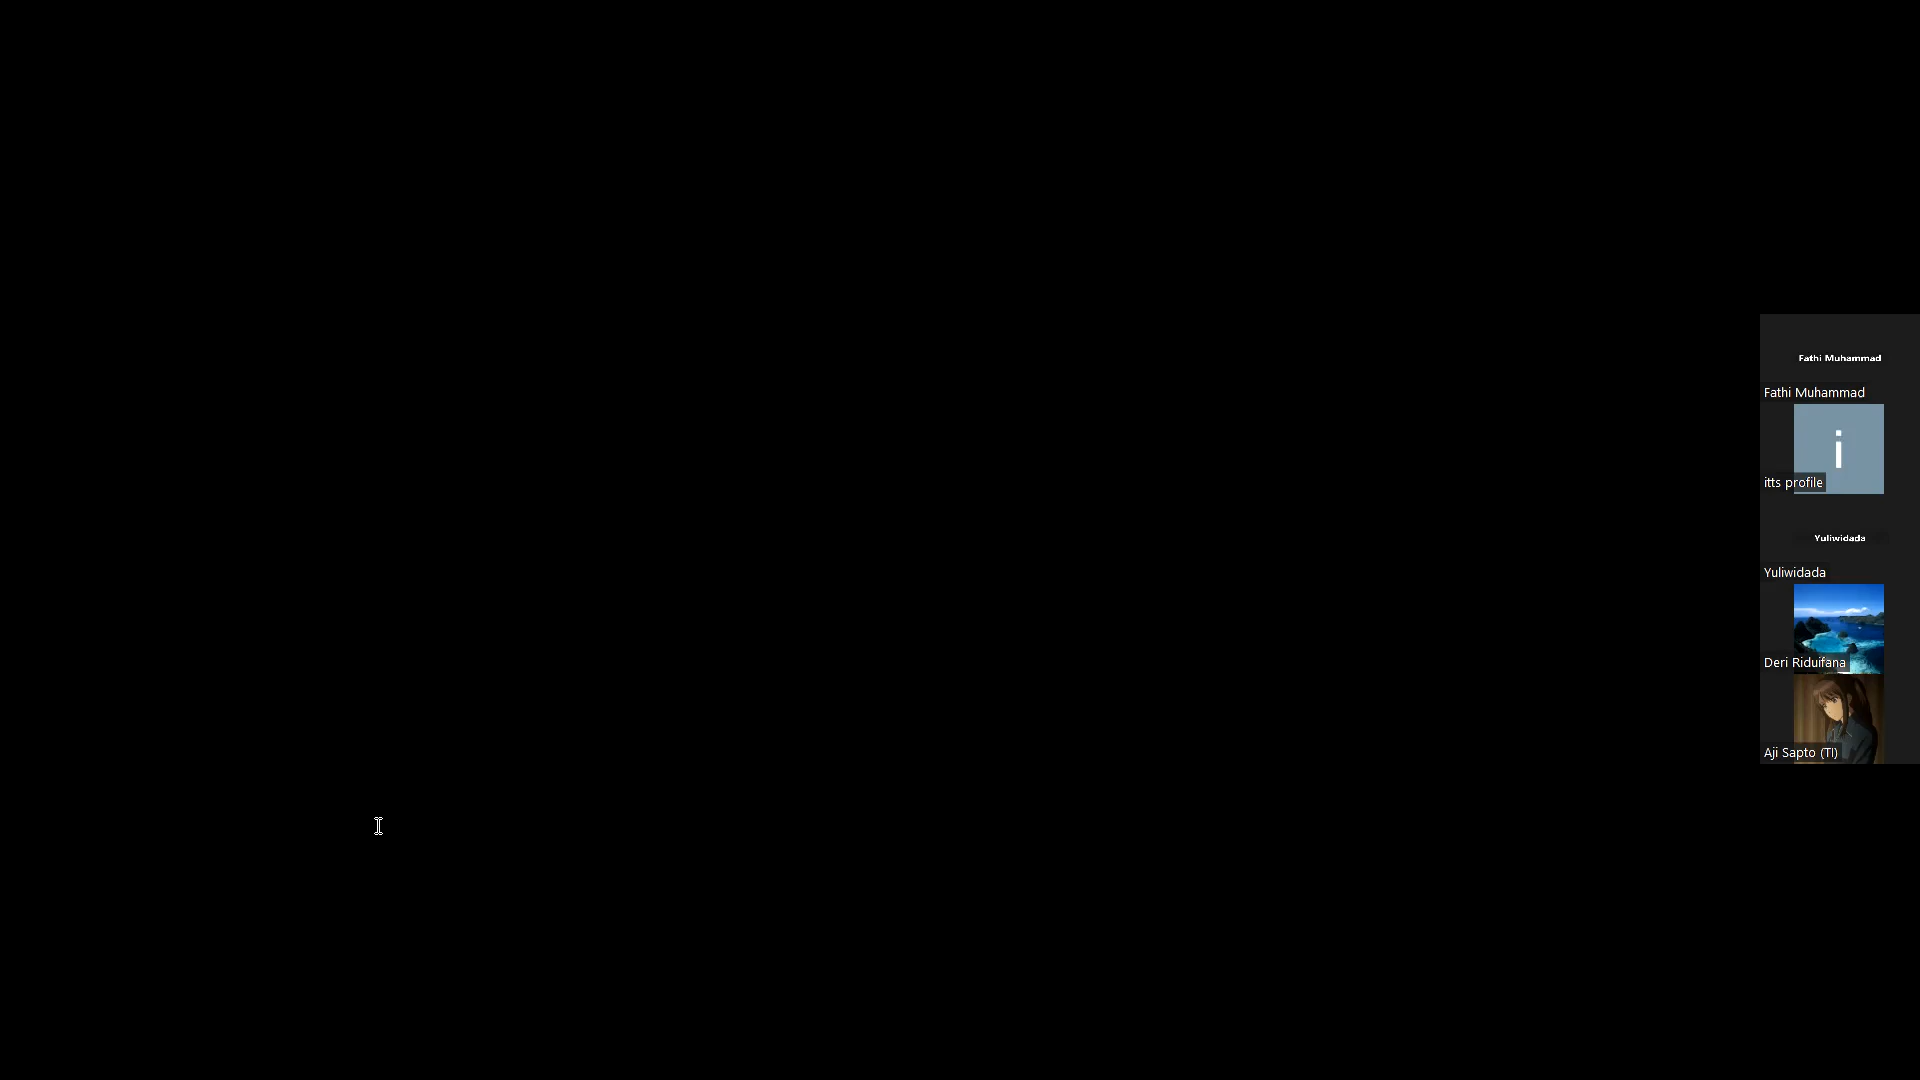 Fathi Muhammad
Fathi Muhammad
i
itts profile
Yuliwidada
Yuliwidada
Deri Riduifana
Aji Sapto (TI)